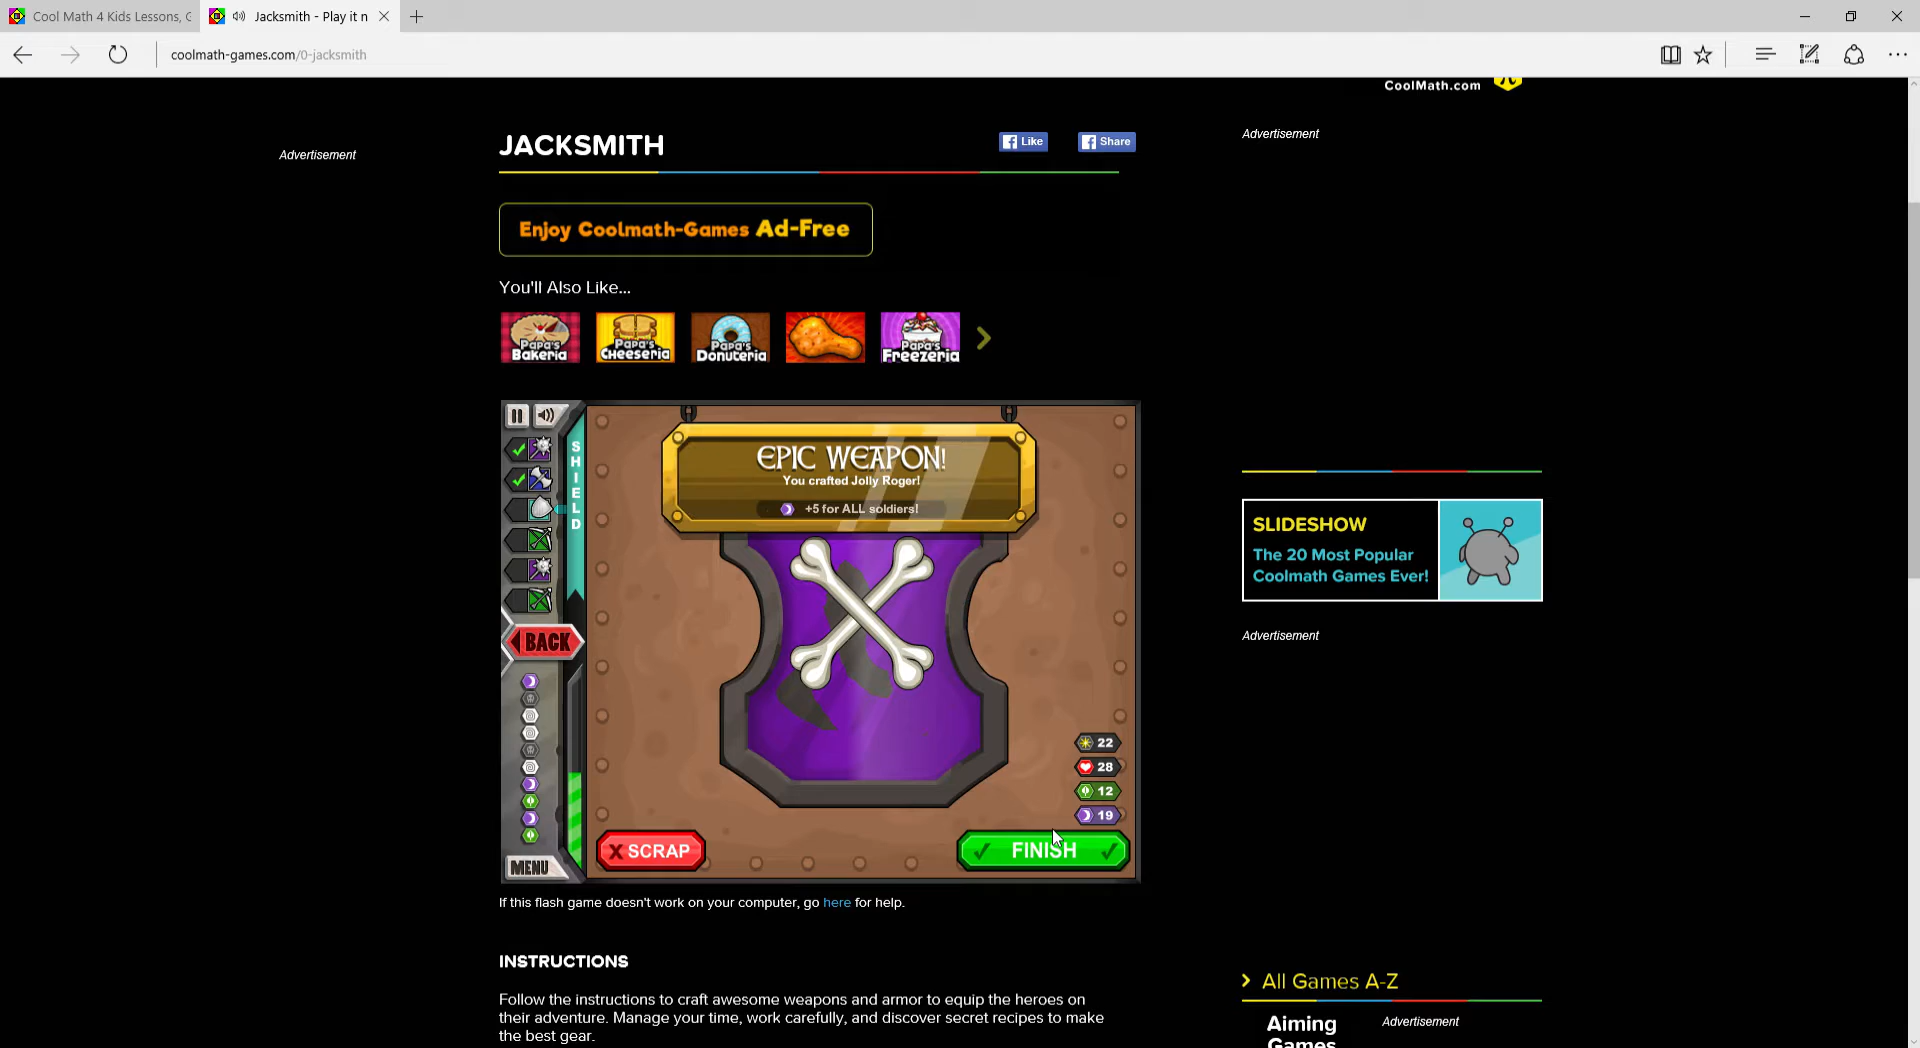 Cool Math 4 Kids Lessons, G
Jacksmith - Play it n
coolmath-games.com/0-jacksmith
CoolMath.com
Advertisement
JACKSMITH
Like
Share
Advertisement
Enjoy Coolmath-Games Ad-Free
You'll Also Like...
Papa's Bakeria
Papa's Cheeseria
Papa's Donuteria
Papa's Freezeria
SHIELD
EPIC WEAPON!
You crafted Jolly Roger!
+5 for ALL soldiers!
BACK
22
28
12
19
X SCRAP
FINISH
MENU
SLIDESHOW
The 20 Most Popular
Coolmath Games Ever!
Advertisement
If this flash game doesn't work on your computer, go here for help.
INSTRUCTIONS
Follow the instructions to craft awesome weapons and armor to equip the heroes on
their adventure. Manage your time, work carefully, and discover secret recipes to make
the best gear.
All Games A-Z
Aiming
Games
Advertisement